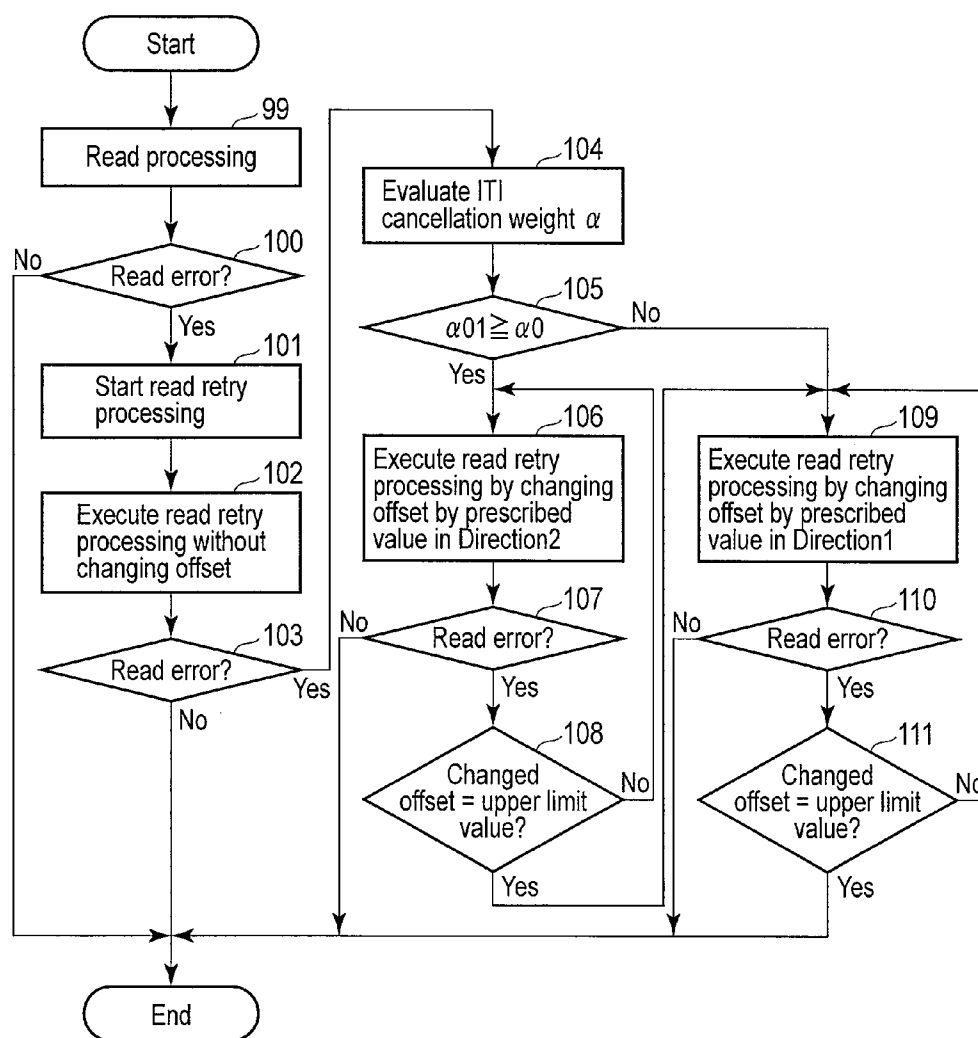 Start
99
Read processing
100
No
Read error?
Yes
101
Start read retry
processing
102
Execute read retry
processing without
changing offset
103
Read error?
Yes
No
104
Evaluate ITI
cancellation weight α
105
α01≧α0
No
Yes
106
Execute read retry
processing by changing
offset by prescribed
value in Direction2
107
No
Read error?
Yes
108
Changed
offset = upper limit
value?
No
Yes
109
Execute read retry
processing by changing
offset by prescribed
value in Direction1
110
No
Read error?
Yes
111
Changed
offset = upper limit
value?
No
Yes
End